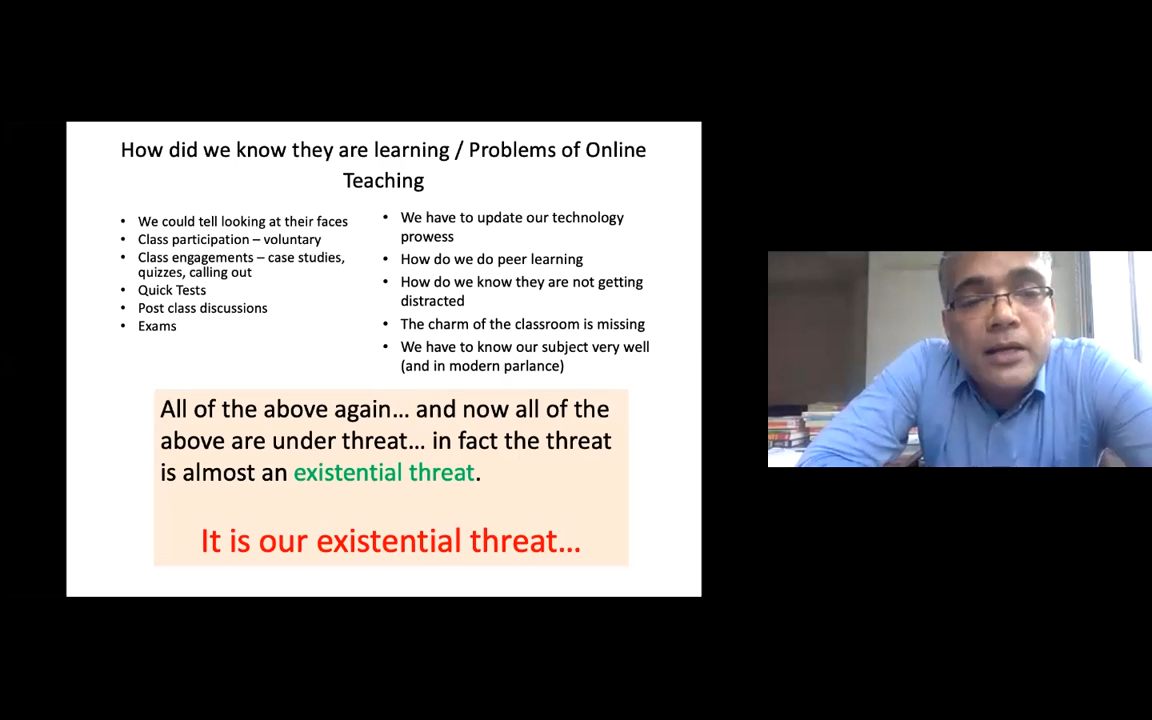 How did we know they are learning / Problems of Online
Teaching
• We could tell looking at their faces
• Class participation – voluntary
• Class engagements – case studies,
quizzes, calling out
• Quick Tests
• Post class discussions
• Exams
• We have to update our technology
prowess
• How do we do peer learning
• How do we know they are not getting
distracted
• The charm of the classroom is missing
• We have to know our subject very well
(and in modern parlance)
All of the above again… and now all of the
above are under threat… in fact the threat
is almost an existential threat.
It is our existential threat…